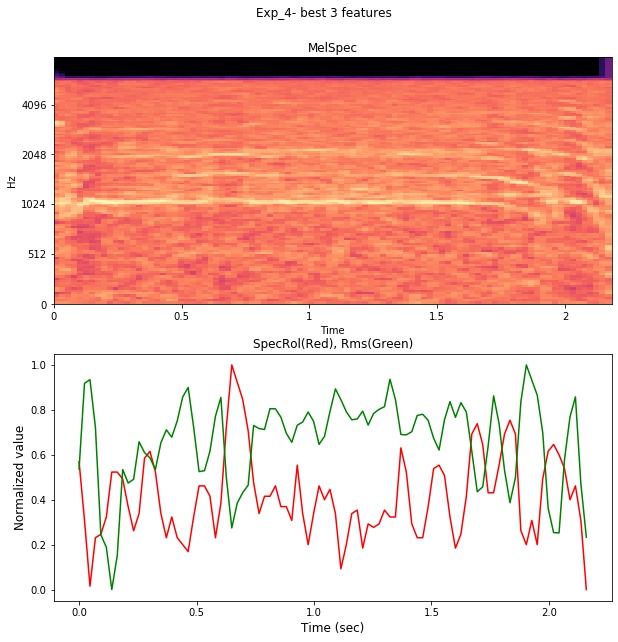 Exp_4- best 3 features
MelSpec
4096
2048
1024
512
0
Hz
0 0.5 1 1.5 2
Time
SpecRol(Red), Rms(Green)
1.0
0.8
0.6
0.4
0.2
0.0
Normalized value
0.0 0.5 1.0 1.5 2.0
Time (sec)